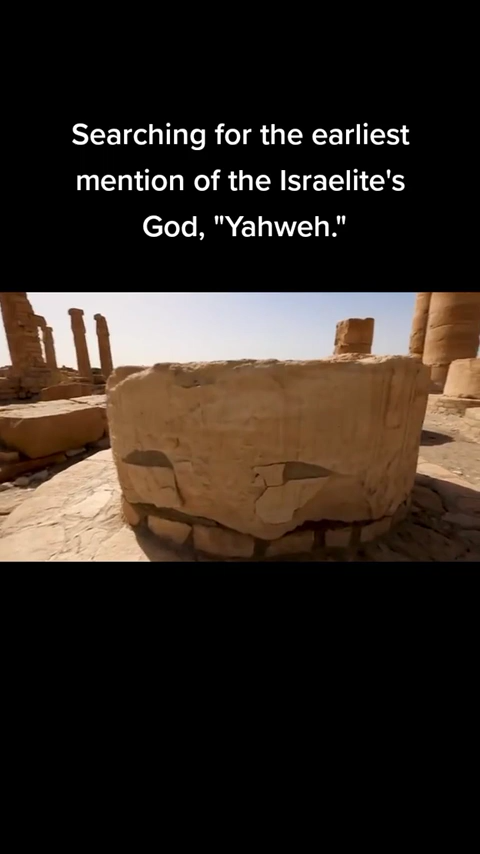 Searching for the earliest
mention of the Israelite's
God, "Yahweh."